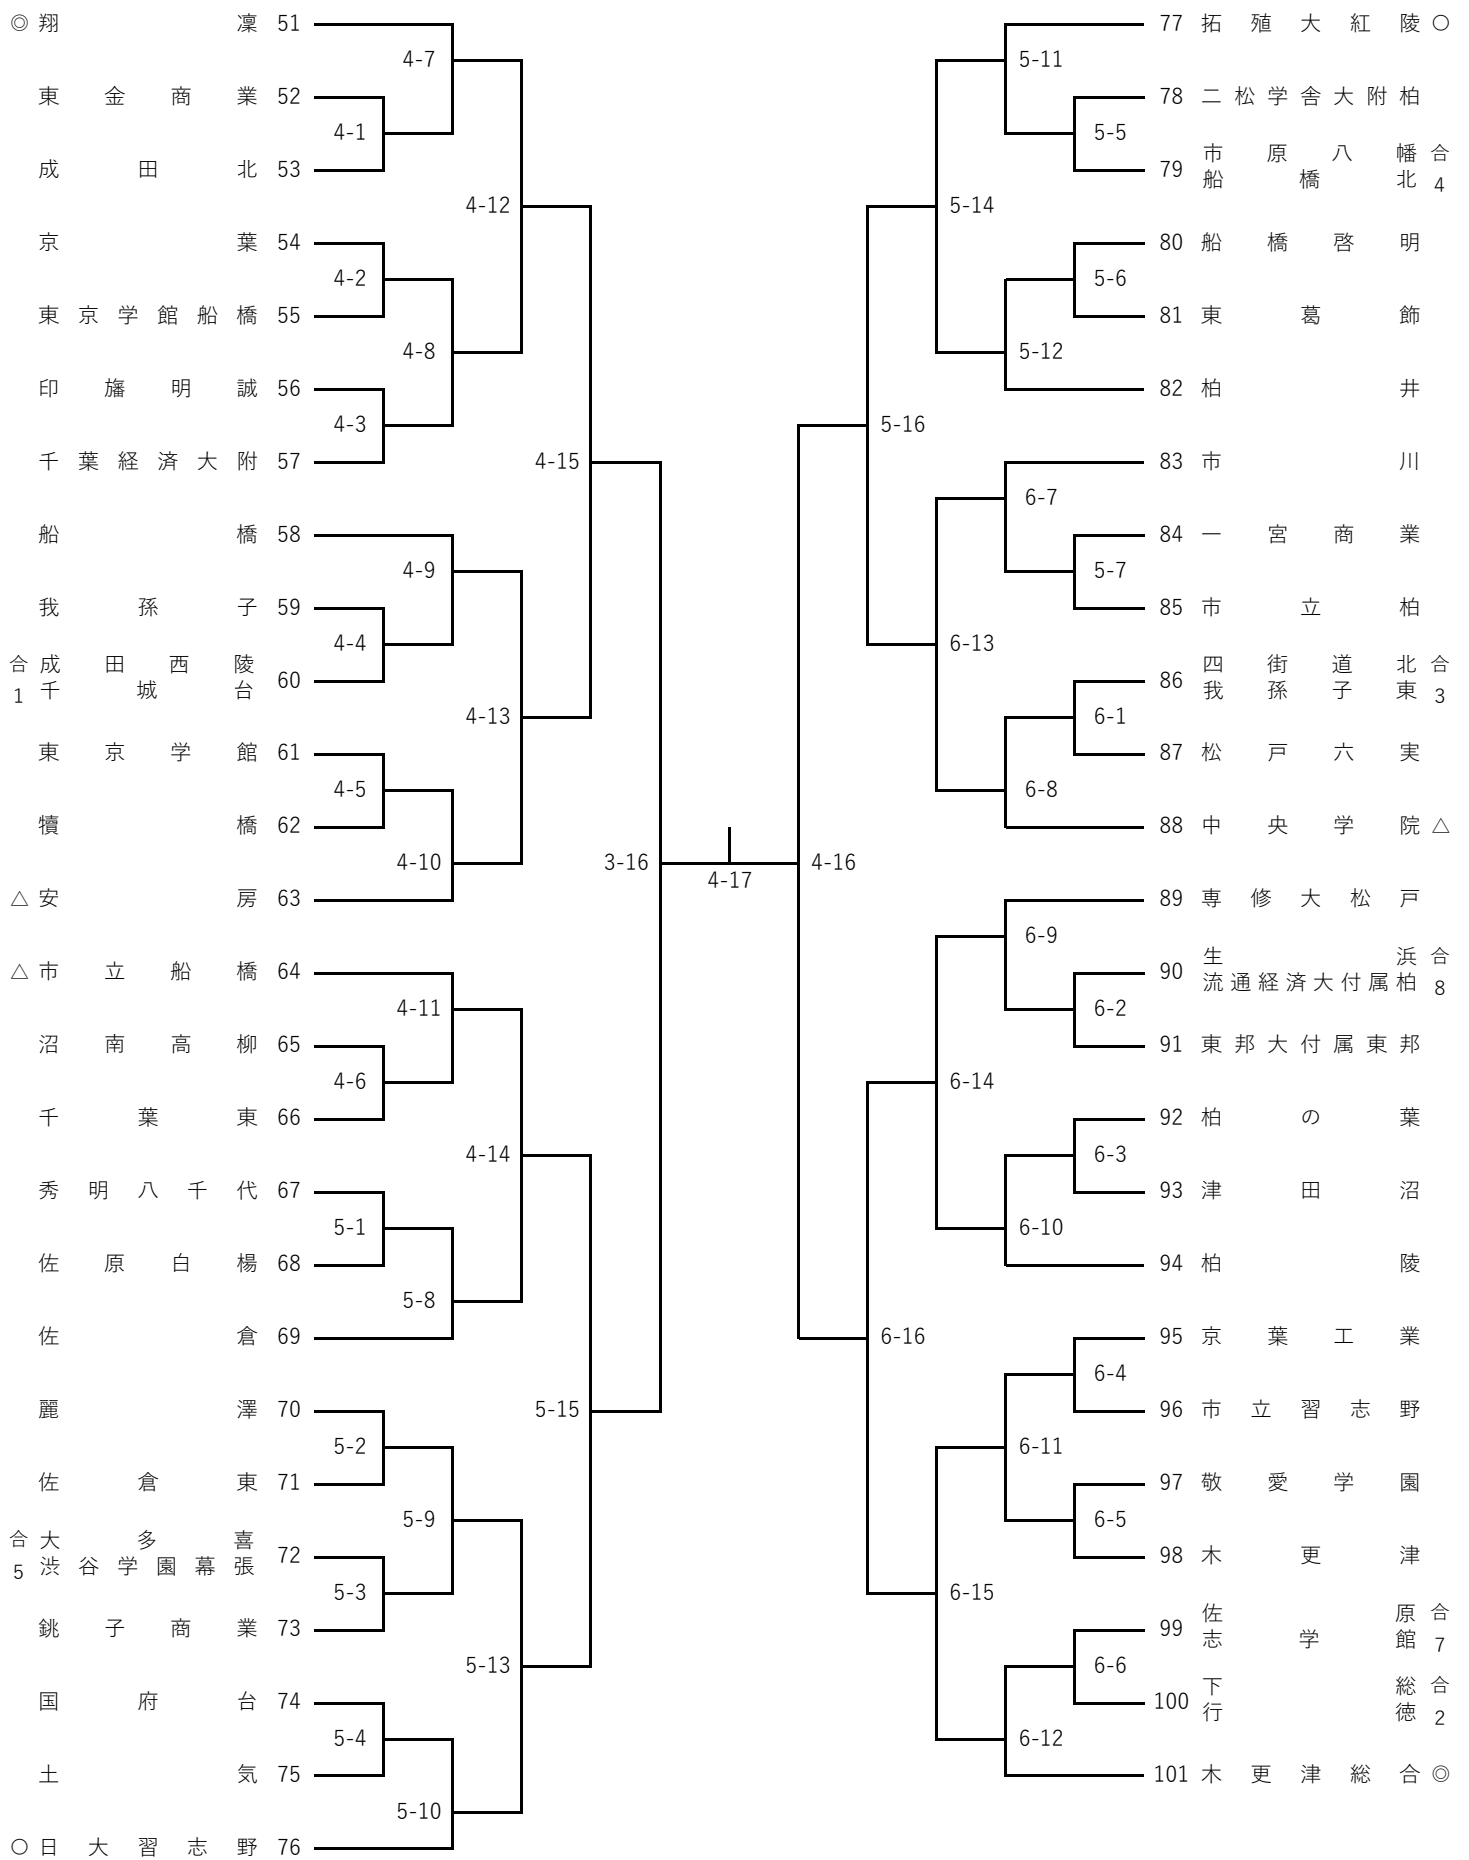 ◎ 翔凜 51
4-7
東金商業 52
4-1
成田北 53
4-12
京葉 54
4-2
東京学館船橋 55
4-8
印旛明誠 56
4-3
千葉経済大附 57
4-15
船橋 58
4-9
我孫子 59
4-4
合1 成田西陵
千城台 60
4-13
東京学館 61
4-5
犢橋 62
4-10
△ 安房 63
3-16
4-17
△ 市立船橋 64
4-11
沼南高柳 65
4-6
千葉東 66
4-14
秀明八千代 67
5-1
佐原白楊 68
5-8
佐倉 69
5-15
麗澤 70
5-2
佐倉東 71
5-9
合5 大多喜
渋谷学園幕張 72
5-3
銚子商業 73
5-13
国府台 74
5-4
土気 75
5-10
○ 日大習志野 76
77 拓殖大紅陵 ○
5-11
78 二松学舎大附柏
5-5
79 市原八幡 合4
船橋北
5-14
80 船橋啓明
5-6
81 東葛飾
5-12
82 柏井
5-16
83 市川
6-7
84 一宮商業
5-7
85 市立柏
6-13
86 四街道北 合3
我孫子東
6-1
87 松戸六実
6-8
88 中央学院 △
4-16
89 専修大松戸
6-9
90 生浜 合8
流通経済大付属柏
6-2
91 東邦大付属東邦
6-14
92 柏の葉
6-3
93 津田沼
6-10
94 柏陵
6-16
95 京葉工業
6-4
96 市立習志野
6-11
97 敬愛学園
6-5
98 木更津
6-15
99 佐原 合7
志学館
6-6
100 下総 合2
行徳
6-12
101 木更津総合 ◎